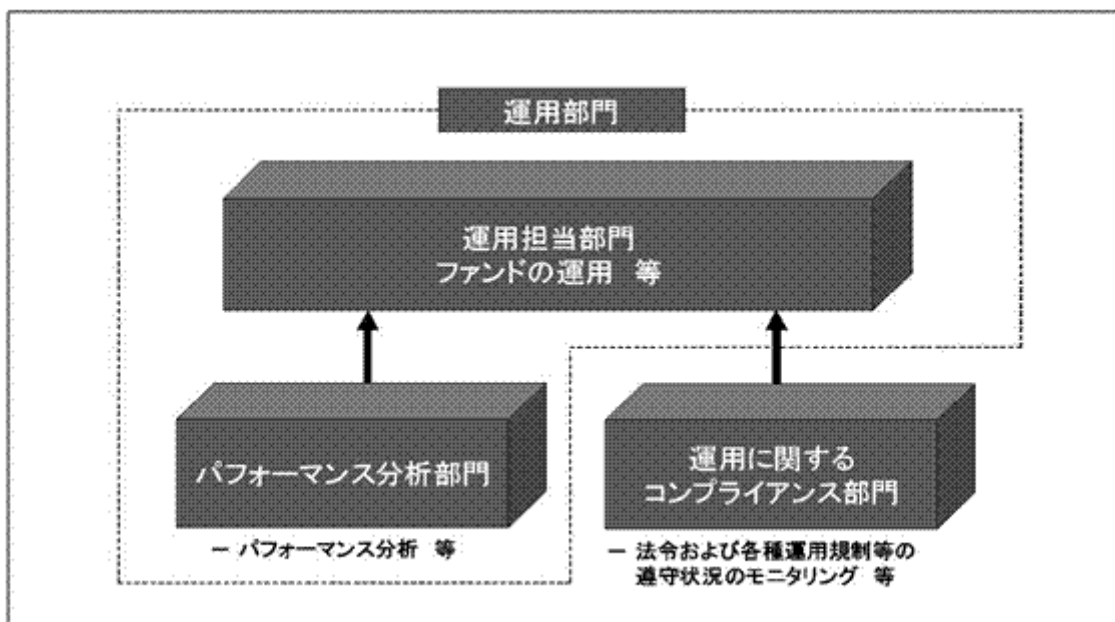 運用部門
運用担当部門
ファンドの運用 等
パフォーマンス分析部門
ー パフォーマンス分析 等
運用に関する
コンプライアンス部門
ー 法令および各種運用規制等の
遵守状況のモニタリング 等